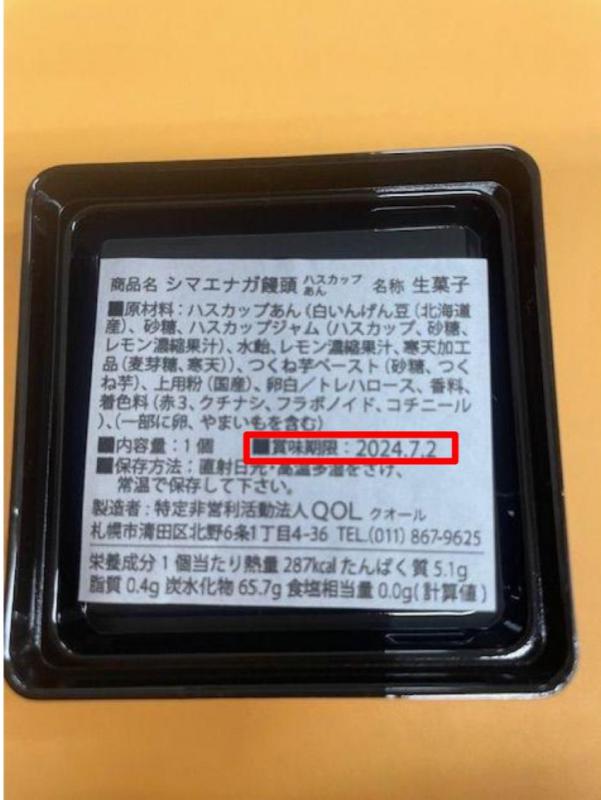 商品名 シマエナガ饅頭 ハスカップあん 名称 生菓子
■原材料：ハスカップあん（白いんげん豆（北海道
産）、砂糖、ハスカップジャム（ハスカップ、砂糖、
レモン濃縮果汁）、水飴、レモン濃縮果汁、寒天加工
品（麦芽糖、寒天））、つくね芋ペースト（砂糖、つく
ね芋）、上用粉（国産）、卵白／トレハロース、香料、
着色料（赤3、クチナシ、フラボノイド、コチニール
）、（一部に卵、やまいもを含む）
■内容量：1個 ■賞味期限：2024.7.2
■保存方法：直射日光・高温多湿をさけ、
常温で保存して下さい。
製造者：特定非営利活動法人QOL クオール
札幌市清田区北野6条1丁目4-36 TEL.(011) 867-9625
栄養成分 1個当たり熱量 287kcal たんぱく質 5.1g
脂質 0.4g 炭水化物 65.7g 食塩相当量 0.0g(計算値)